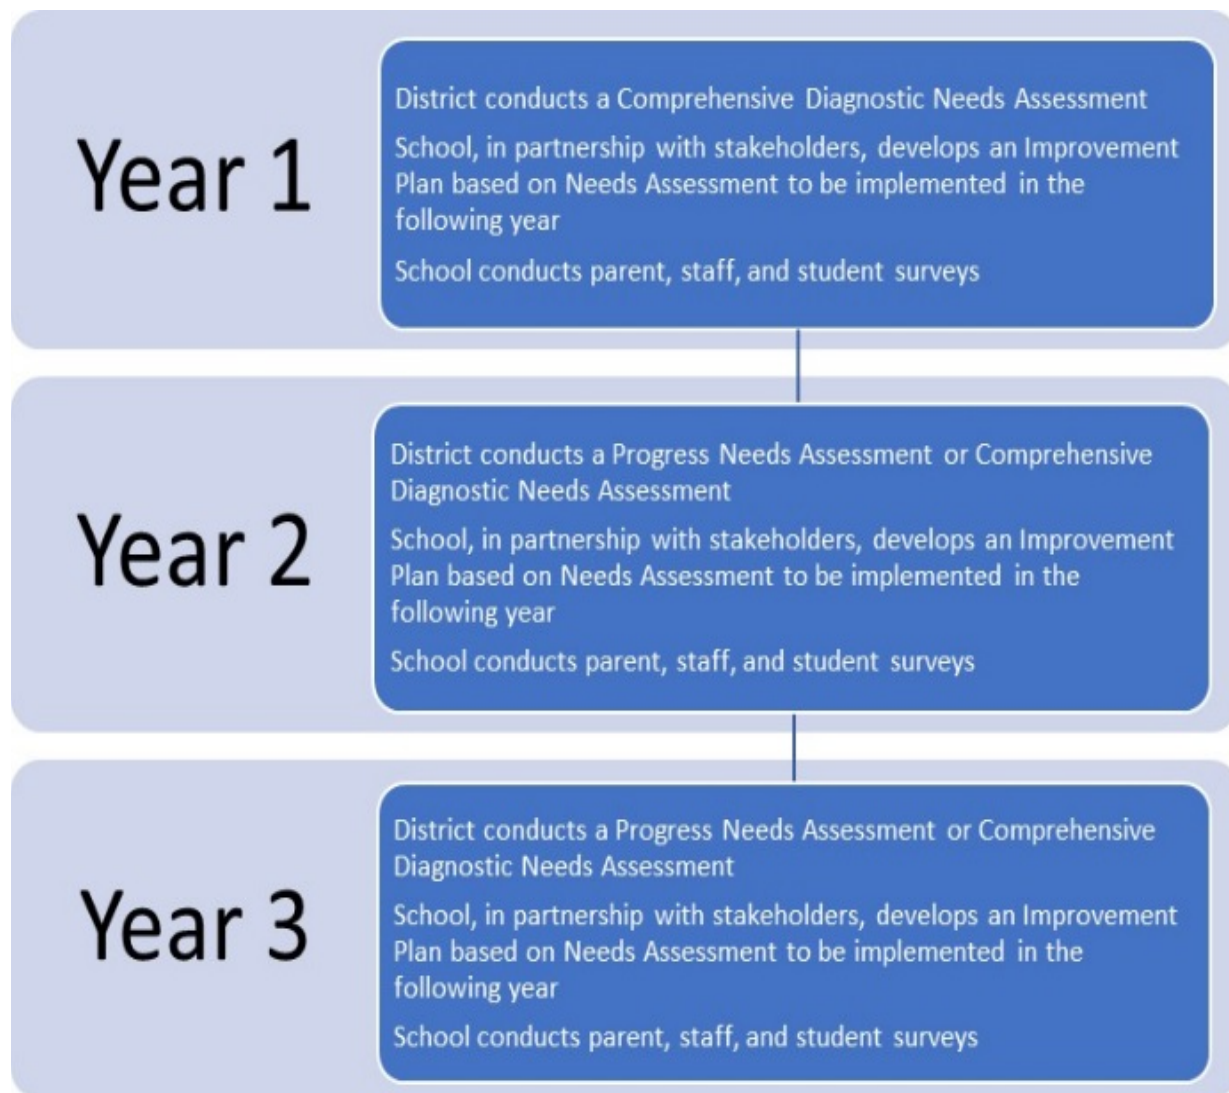 Year 1
District conducts a Comprehensive Diagnostic Needs Assessment
School, in partnership with stakeholders, develops an Improvement
Plan based on Needs Assessment to be implemented in the
following year
School conducts parent, staff, and student surveys
Year 2
District conducts a Progress Needs Assessment or Comprehensive
Diagnostic Needs Assessment
School, in partnership with stakeholders, develops an Improvement
Plan based on Needs Assessment to be implemented in the
following year
School conducts parent, staff, and student surveys
Year 3
District conducts a Progress Needs Assessment or Comprehensive
Diagnostic Needs Assessment
School, in partnership with stakeholders, develops an Improvement
Plan based on Needs Assessment to be implemented in the
following year
School conducts parent, staff, and student surveys